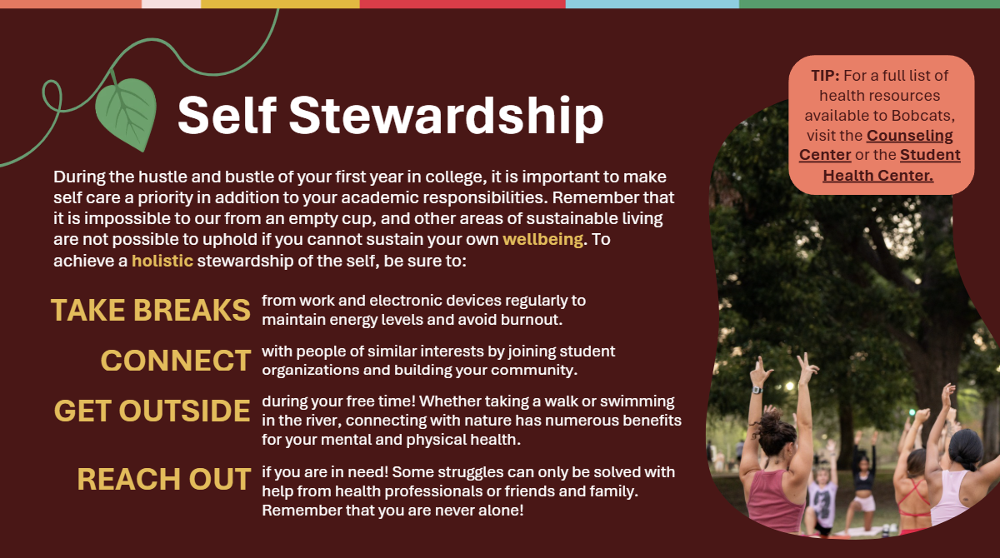 Self Stewardship
During the hustle and bustle of your first year in college, it is important to make
self care a priority in addition to your academic responsibilities. Remember that
it is impossible to our from an empty cup, and other areas of sustainable living
are not possible to uphold if you cannot sustain your own wellbeing. To
achieve a holistic stewardship of the self, be sure to:
TAKE BREAKS
from work and electronic devices regularly to
maintain energy levels and avoid burnout.
CONNECT
with people of similar interests by joining student
organizations and building your community.
GET OUTSIDE
during your free time! Whether taking a walk or swimming
in the river, connecting with nature has numerous benefits
for your mental and physical health.
REACH OUT
if you are in need! Some struggles can only be solved with
help from health professionals or friends and family.
Remember that you are never alone!
TIP: For a full list of
health resources
available to Bobcats,
visit the Counseling
Center or the Student
Health Center.